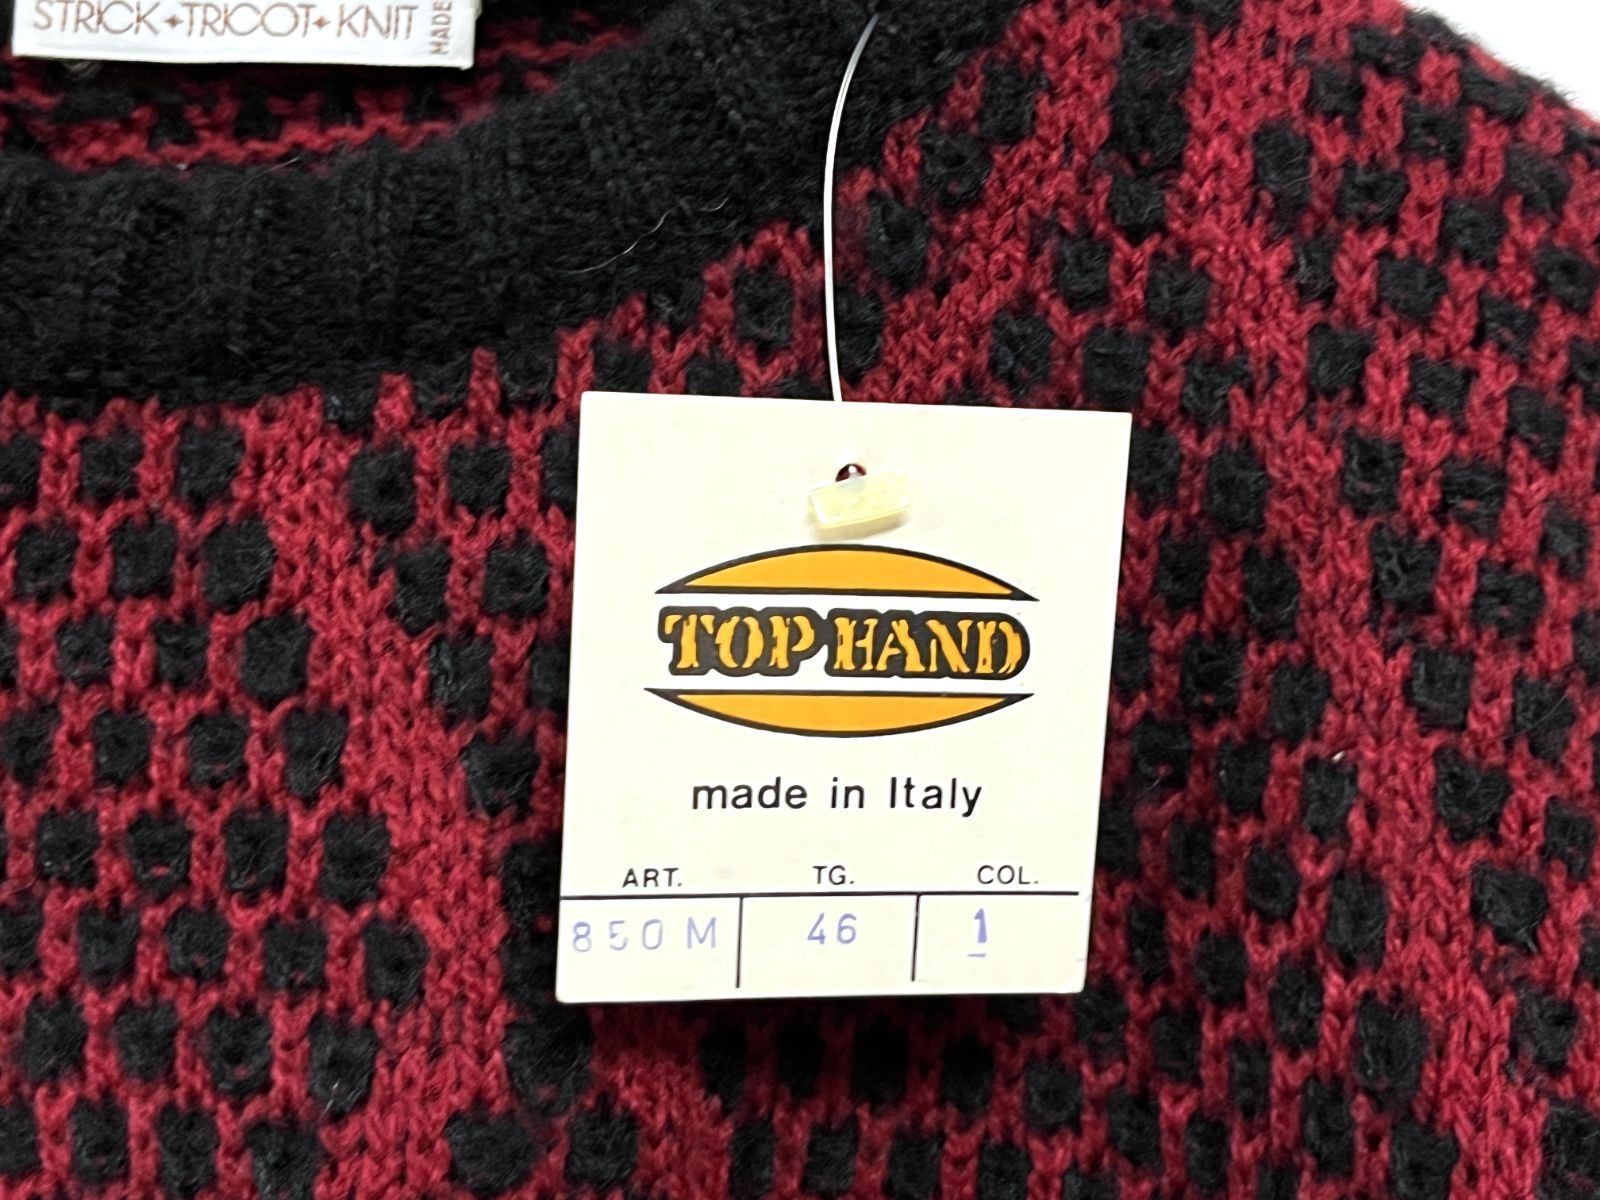 STRICK✦TRICOT✦KNIT
MADE
TOP HAND
made in Italy
ART. TG. COL.
850 M 46 1